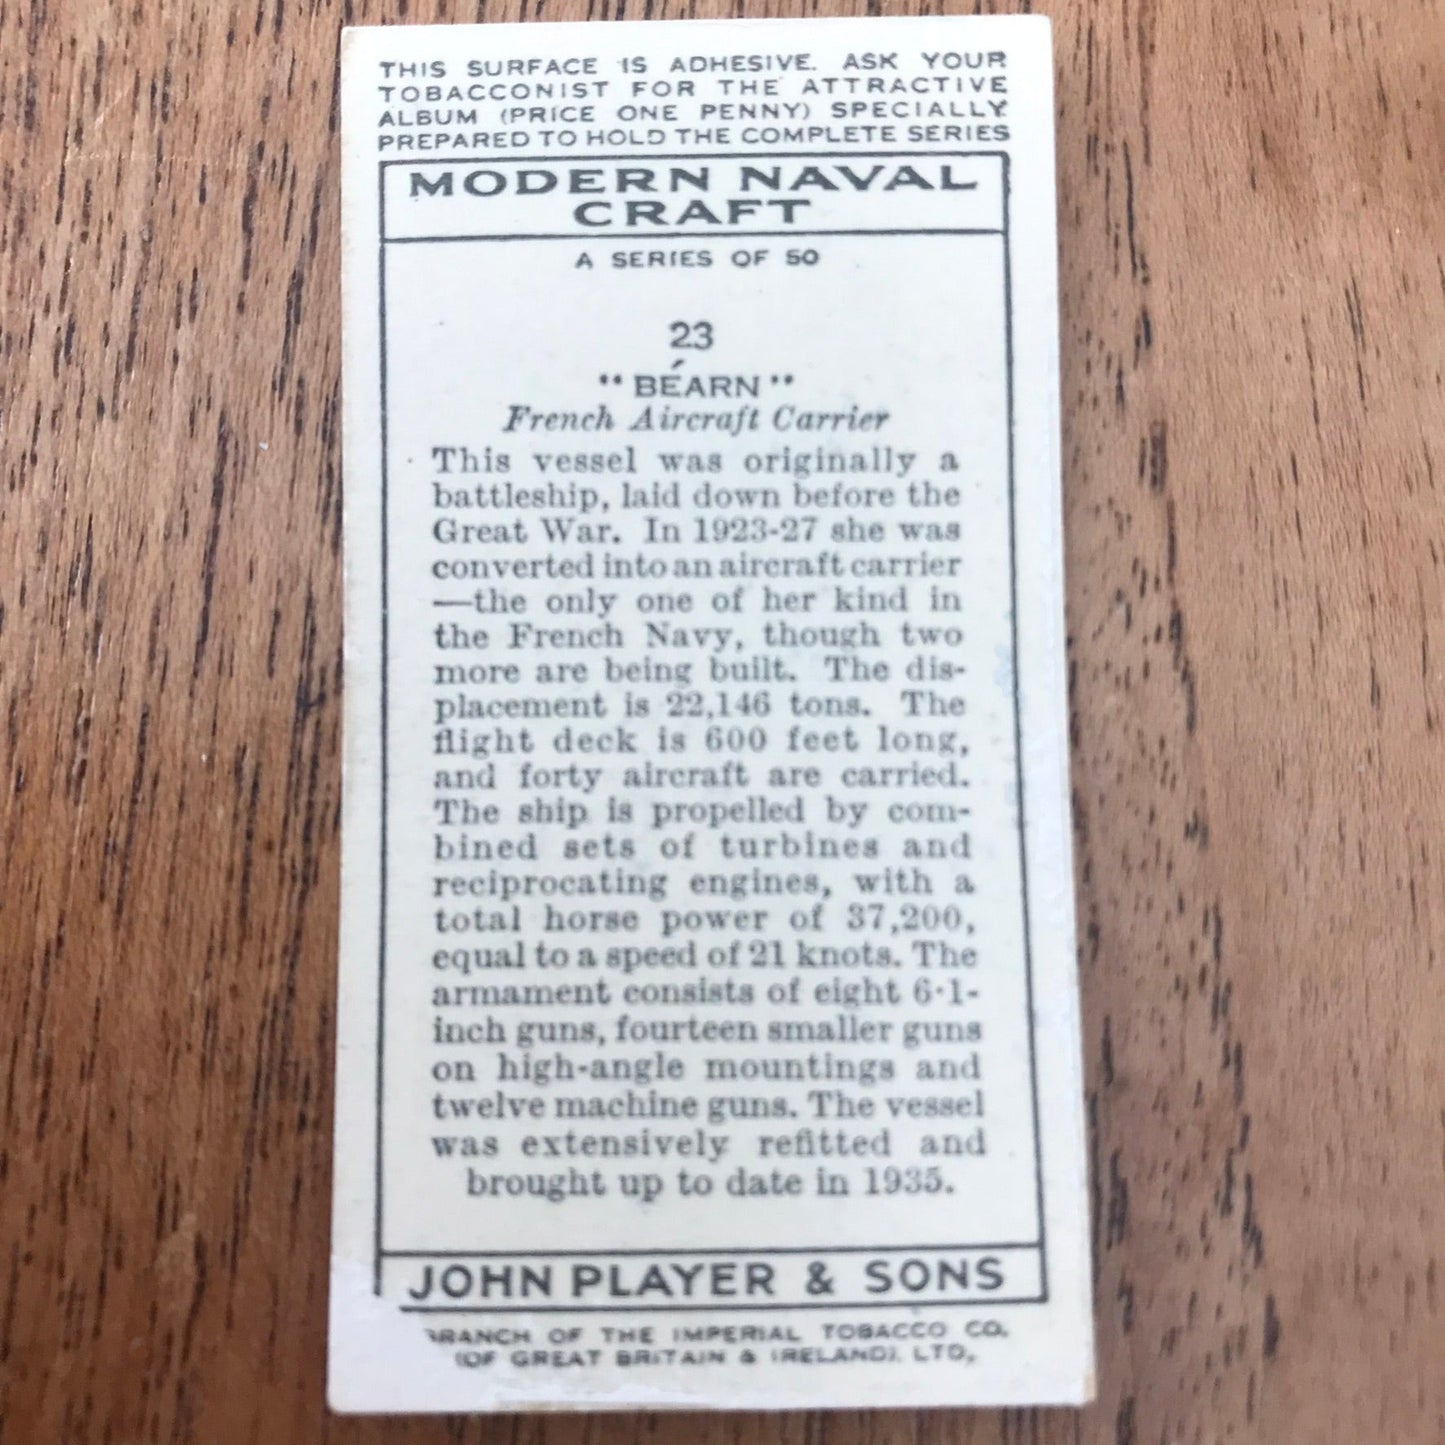 THIS SURFACE IS ADHESIVE. ASK YOUR
TOBACCONIST FOR THE ATTRACTIVE
ALBUM (PRICE ONE PENNY) SPECIALLY
PREPARED TO HOLD THE COMPLETE SERIES
MODERN NAVAL
CRAFT
A SERIES OF 50
23
"BÉARN"
French Aircraft Carrier
This vessel was originally a
battleship, laid down before the
Great War. In 1923-27 she was
converted into an aircraft carrier
—the only one of her kind in
the French Navy, though two
more are being built. The dis-
placement is 22,146 tons. The
flight deck is 600 feet long,
and forty aircraft are carried.
The ship is propelled by com-
bined sets of turbines and
reciprocating engines, with a
total horse power of 37,200,
equal to a speed of 21 knots. The
armament consists of eight 6·1-
inch guns, fourteen smaller guns
on high-angle mountings and
twelve machine guns. The vessel
was extensively refitted and
brought up to date in 1935.
JOHN PLAYER & SONS
BRANCH OF THE IMPERIAL TOBACCO CO.
(OF GREAT BRITAIN & IRELAND), LTD.